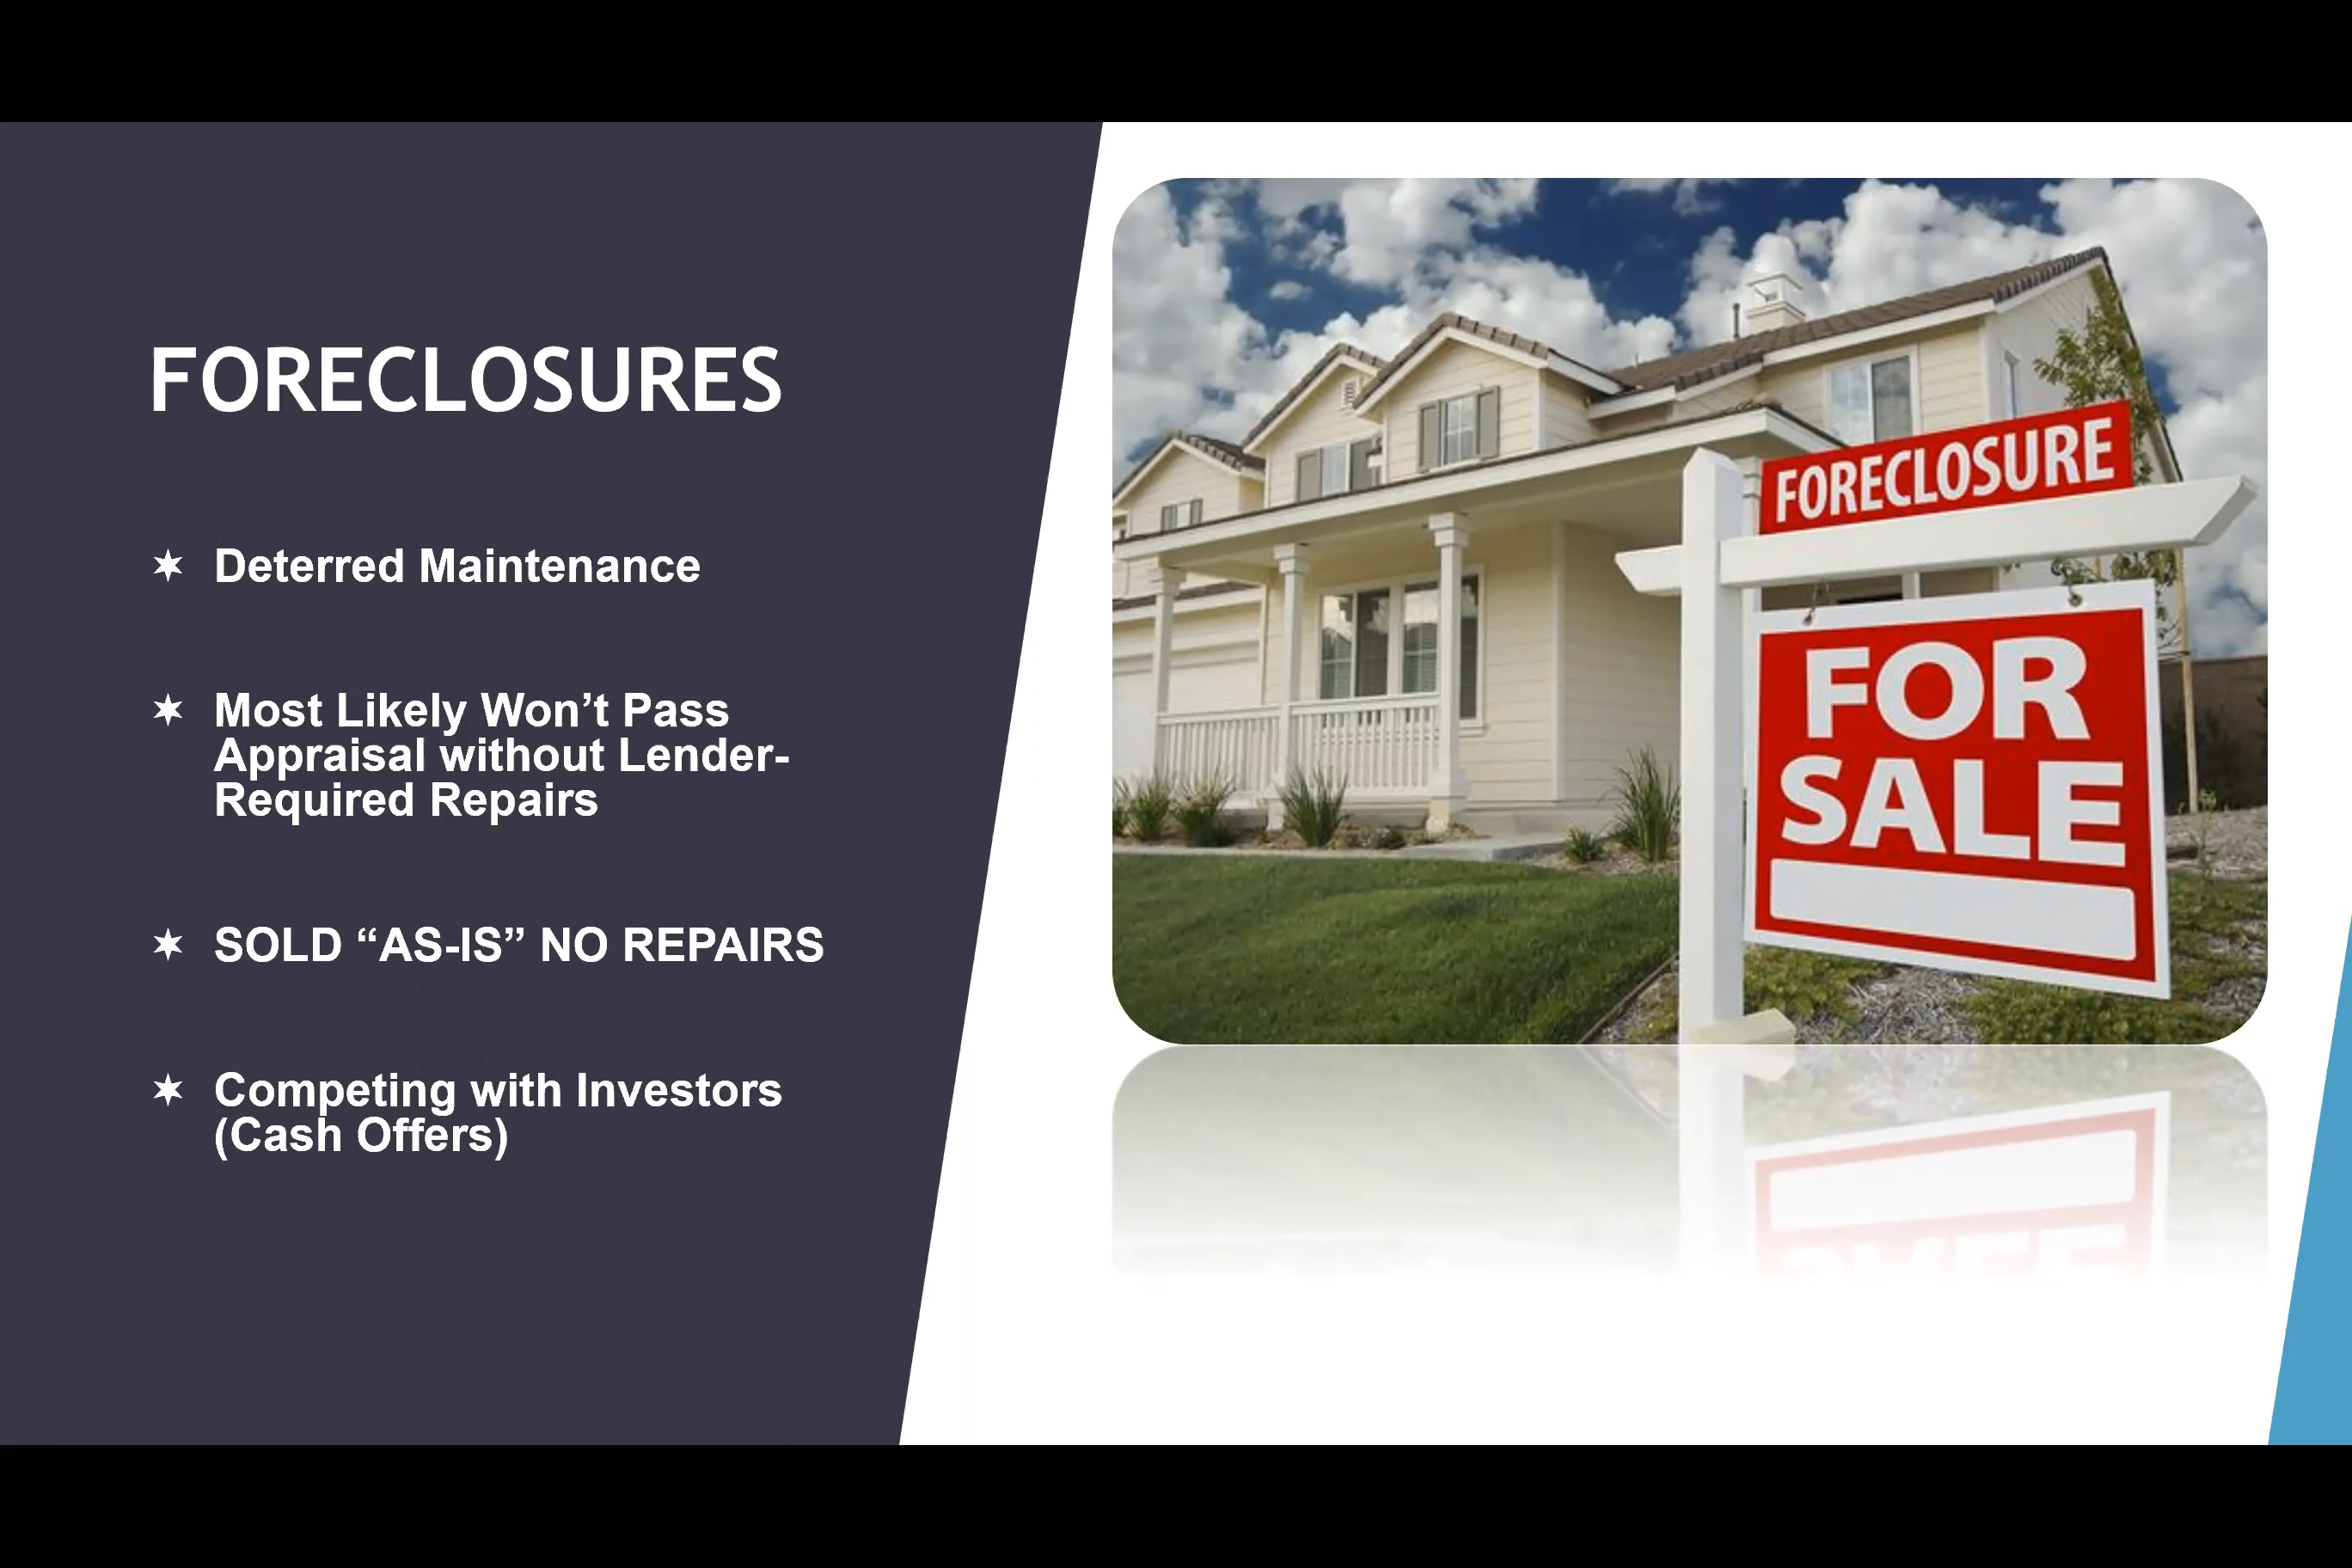 FORECLOSURES
✶ Deterred Maintenance
✶ Most Likely Won’t Pass
Appraisal without Lender-
Required Repairs
✶ SOLD “AS-IS” NO REPAIRS
✶ Competing with Investors
(Cash Offers)
FORECLOSURE
FOR
SALE